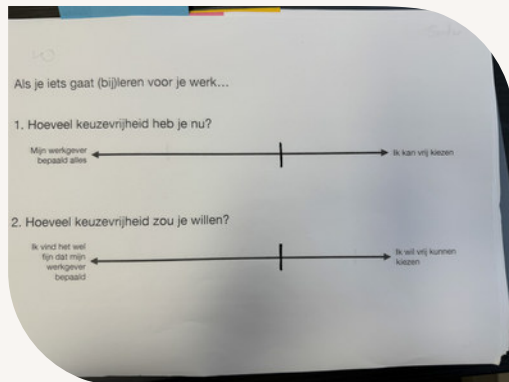 Als je iets gaat (bij)leren voor je werk...
1. Hoeveel keuzevrijheid heb je nu?
Mijn werkgever
bepaald alles
Ik kan vrij kiezen
2. Hoeveel keuzevrijheid zou je willen?
Ik vind het wel
fijn dat mijn
werkgever
bepaald
Ik wil vrij kunnen
kiezen